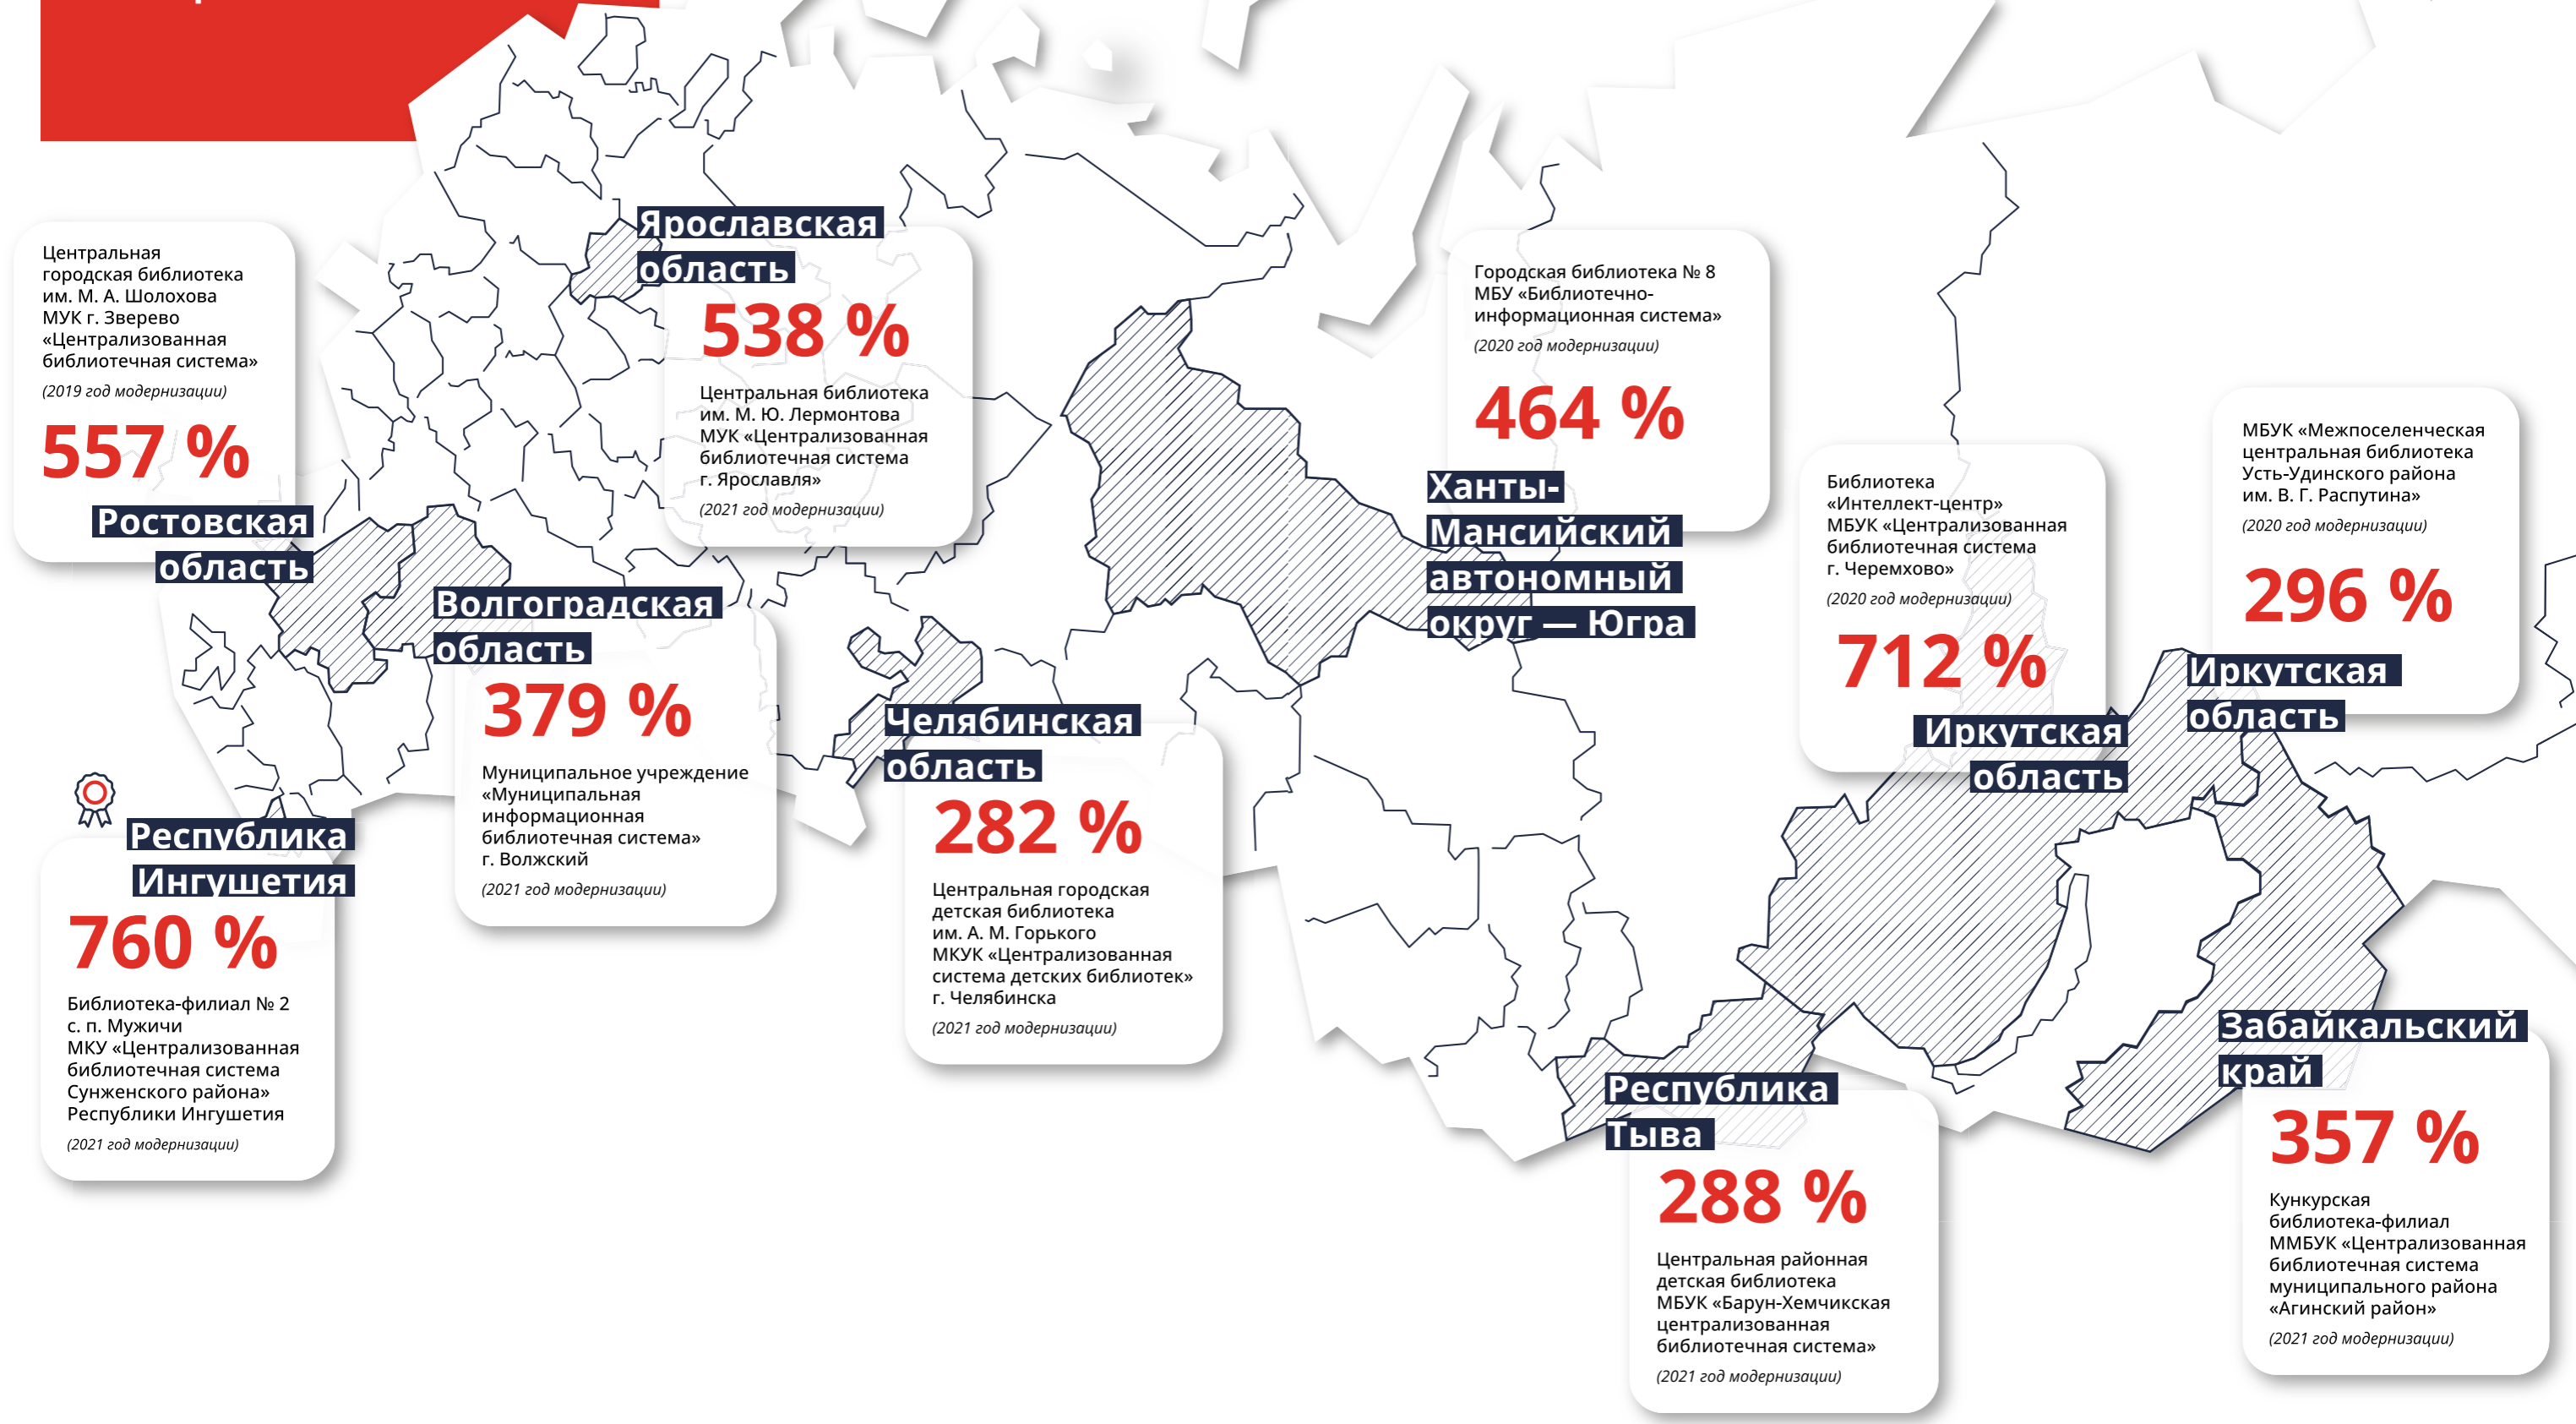 Центральная
городская библиотека
им. М. А. Шолохова
МУК г. Зверево
«Централизованная
библиотечная система»
(2019 год модернизации)
557 %
Ростовская
область
Ярославская
область
538 %
Центральная библиотека
им. М. Ю. Лермонтова
МУК «Централизованная
библиотечная система
г. Ярославля»
(2021 год модернизации)
Городская библиотека № 8
МБУ «Библиотечно-
информационная система»
(2020 год модернизации)
464 %
Ханты-
Мансийский
автономный
округ — Югра
Библиотека
«Интеллект-центр»
МБУК «Централизованная
библиотечная система
г. Черемхово»
(2020 год модернизации)
712 %
Иркутская
область
МБУК «Межпоселенческая
центральная библиотека
Усть-Удинского района
им. В. Г. Распутина»
(2020 год модернизации)
296 %
Иркутская
область
Волгоградская
область
379 %
Муниципальное учреждение
«Муниципальная
информационная
библиотечная система»
г. Волжский
(2021 год модернизации)
Челябинская
область
282 %
Центральная городская
детская библиотека
им. А. М. Горького
МКУК «Централизованная
система детских библиотек»
г. Челябинска
(2021 год модернизации)
Республика
Ингушетия
760 %
Библиотека-филиал № 2
с. п. Мужичи
МКУ «Централизованная
библиотечная система
Сунженского района»
Республики Ингушетия
(2021 год модернизации)
Республика
Тыва
288 %
Центральная районная
детская библиотека
МБУК «Барун-Хемчикская
централизованная
библиотечная система»
(2021 год модернизации)
Забайкальский
край
357 %
Кункурская
библиотека-филиал
ММБУК «Централизованная
библиотечная система
муниципального района
«Агинский район»
(2021 год модернизации)